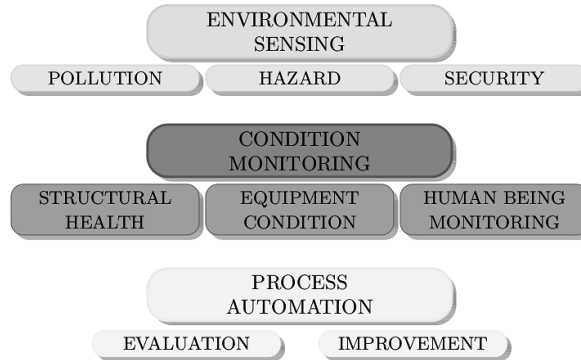 ENVIRONMENTAL
SENSING
POLLUTION HAZARD SECURITY
CONDITION
MONITORING
STRUCTURAL
HEALTH
EQUIPMENT
CONDITION
HUMAN BEING
MONITORING
PROCESS
AUTOMATION
EVALUATION IMPROVEMENT